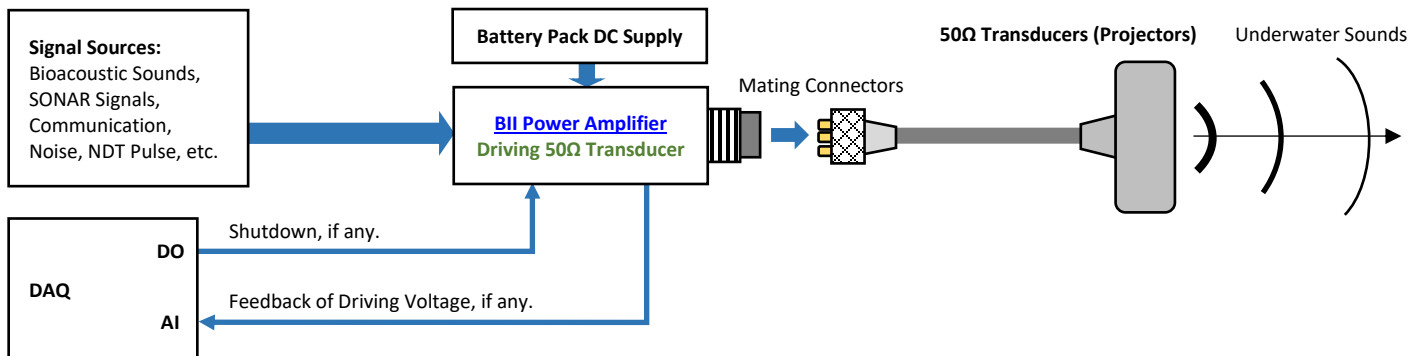 Signal Sources:
Bioacoustic Sounds,
SONAR Signals,
Communication,
Noise, NDT Pulse, etc.
Battery Pack DC Supply
BII Power Amplifier
Driving 50Ω Transducer
Mating Connectors
50Ω Transducers (Projectors)
Underwater Sounds
DAQ
DO
AI
Shutdown, if any.
Feedback of Driving Voltage, if any.